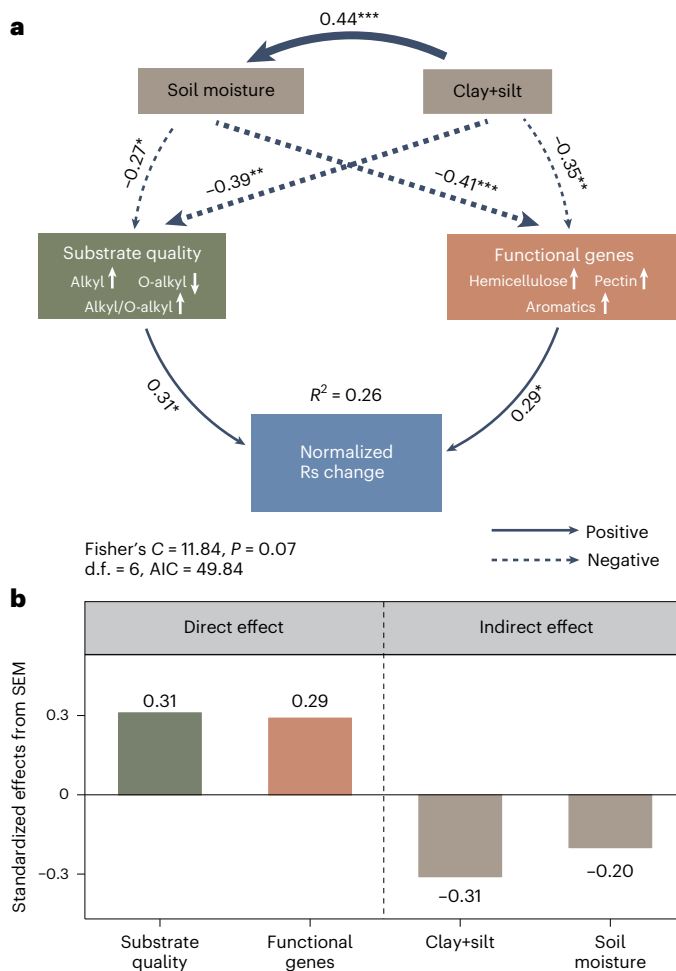 a
0.44***
Soil moisture
Clay+silt
−0.27*
−0.39**
−0.41***
−0.35**
Substrate quality
Alkyl ↑ O-alkyl ↓
Alkyl/O-alkyl ↑
Functional genes
Hemicellulose ↑ Pectin ↑
Aromatics ↑
0.31*
R² = 0.26
0.29*
Normalized
Rs change
Fisher’s C = 11.84, P = 0.07
d.f. = 6, AIC = 49.84
Positive
Negative
b
Direct effect
Indirect effect
Standardized effects from SEM
0.3
0
−0.3
0.31
0.29
−0.31
−0.20
Substrate
quality
Functional
genes
Clay+silt
Soil
moisture